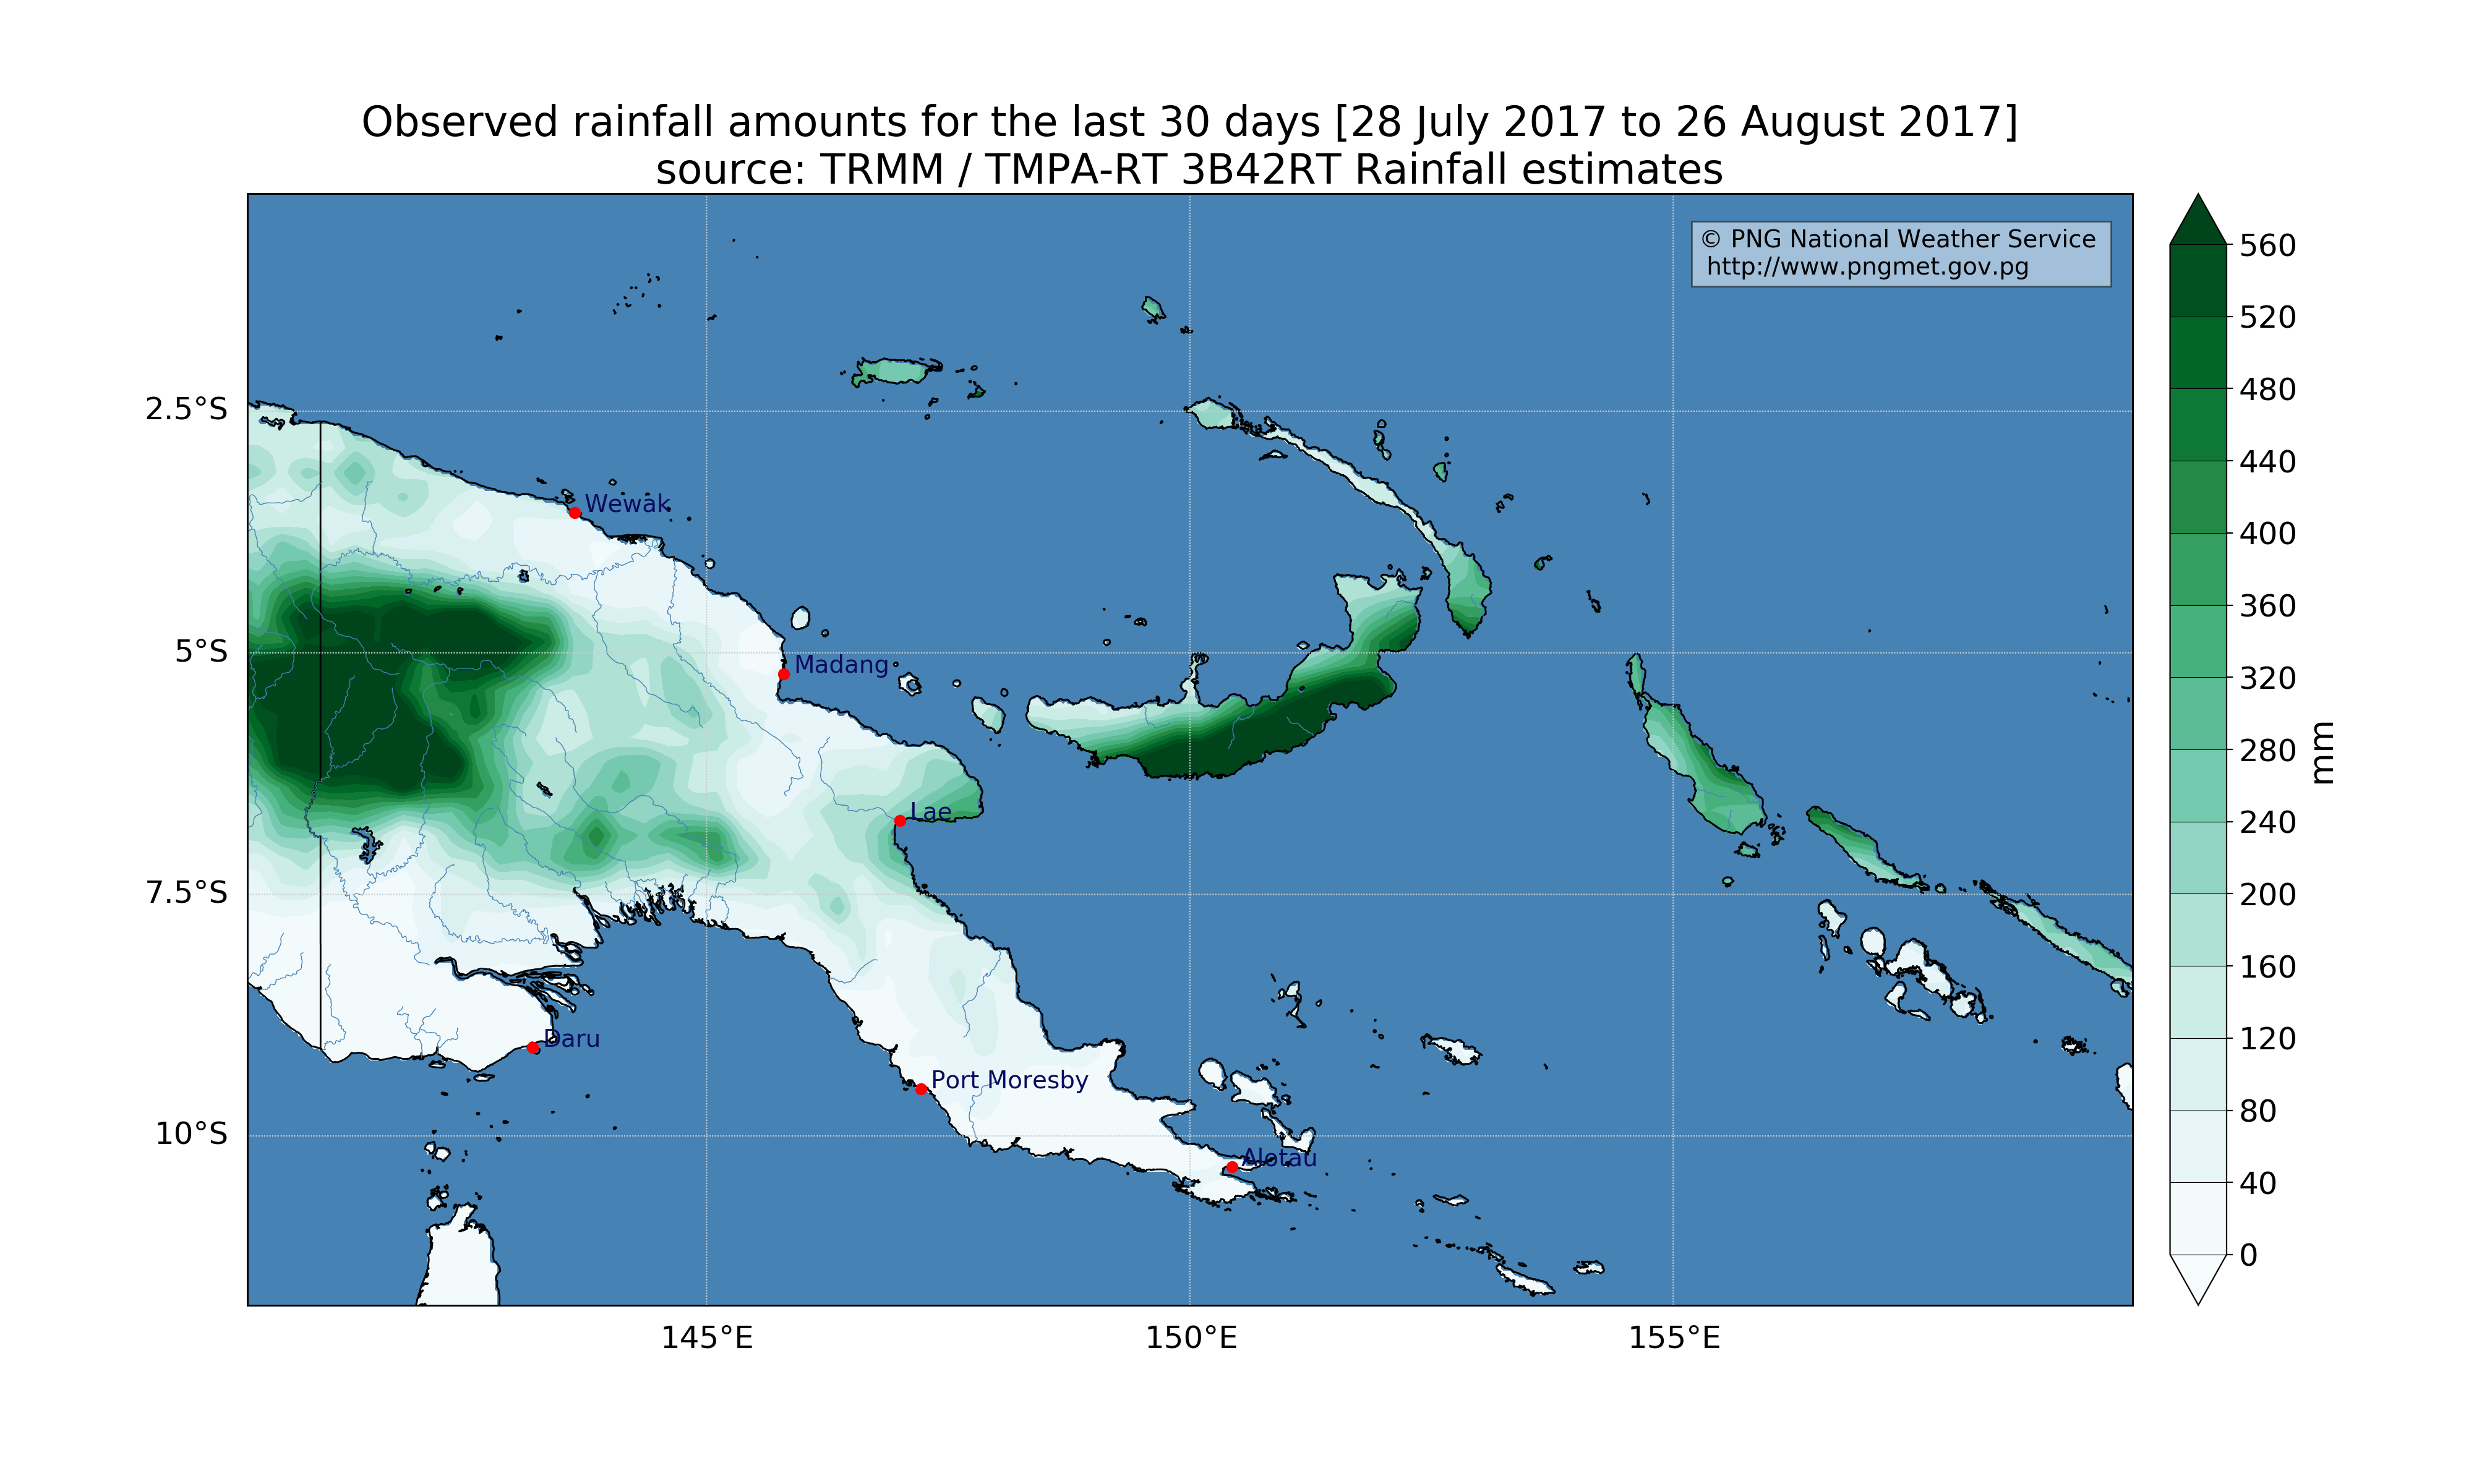 Observed rainfall amounts for the last 30 days [28 July 2017 to 26 August 2017]
source: TRMM / TMPA-RT 3B42RT Rainfall estimates
© PNG National Weather Service
http://www.pngmet.gov.pg
2.5°S
5°S
7.5°S
10°S
Wewak
Madang
Lae
Daru
Port Moresby
Alotau
145°E
150°E
155°E
560
520
480
440
400
360
320
280
240
200
160
120
80
40
0
mm